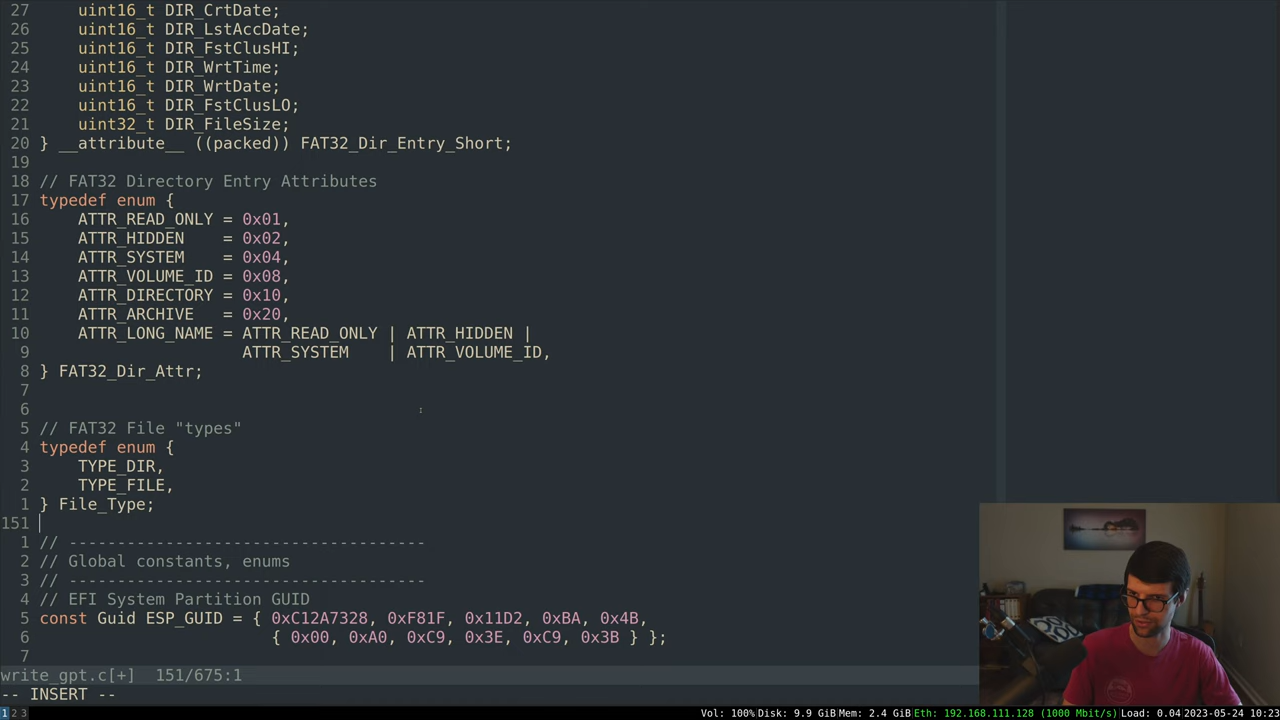 27     uint16_t DIR_CrtDate;
26     uint16_t DIR_LstAccDate;
25     uint16_t DIR_FstClusHI;
24     uint16_t DIR_WrtTime;
23     uint16_t DIR_WrtDate;
22     uint16_t DIR_FstClusLO;
21     uint32_t DIR_FileSize;
20 } __attribute__ ((packed)) FAT32_Dir_Entry_Short;
19
18 // FAT32 Directory Entry Attributes
17 typedef enum {
16     ATTR_READ_ONLY = 0x01,
15     ATTR_HIDDEN    = 0x02,
14     ATTR_SYSTEM    = 0x04,
13     ATTR_VOLUME_ID = 0x08,
12     ATTR_DIRECTORY = 0x10,
11     ATTR_ARCHIVE   = 0x20,
10     ATTR_LONG_NAME = ATTR_READ_ONLY | ATTR_HIDDEN |
9                      ATTR_SYSTEM    | ATTR_VOLUME_ID,
8 } FAT32_Dir_Attr;
7
6
5 // FAT32 File "types"
4 typedef enum {
3     TYPE_DIR,
2     TYPE_FILE,
1 } File_Type;
151
1 // -------------------------------------
2 // Global constants, enums
3 // -------------------------------------
4 // EFI System Partition GUID
5 const Guid ESP_GUID = { 0xC12A7328, 0xF81F, 0x11D2, 0xBA, 0x4B,
6                         { 0x00, 0xA0, 0xC9, 0x3E, 0xC9, 0x3B } };
7
write_gpt.c[+]  151/675:1
-- INSERT --
1 2 3 Vol: 100% Disk: 9.9 GiB Mem: 2.4 GiB Eth: 192.168.111.128 (1000 Mbit/s) Load: 0.04 2023-05-24 10:23